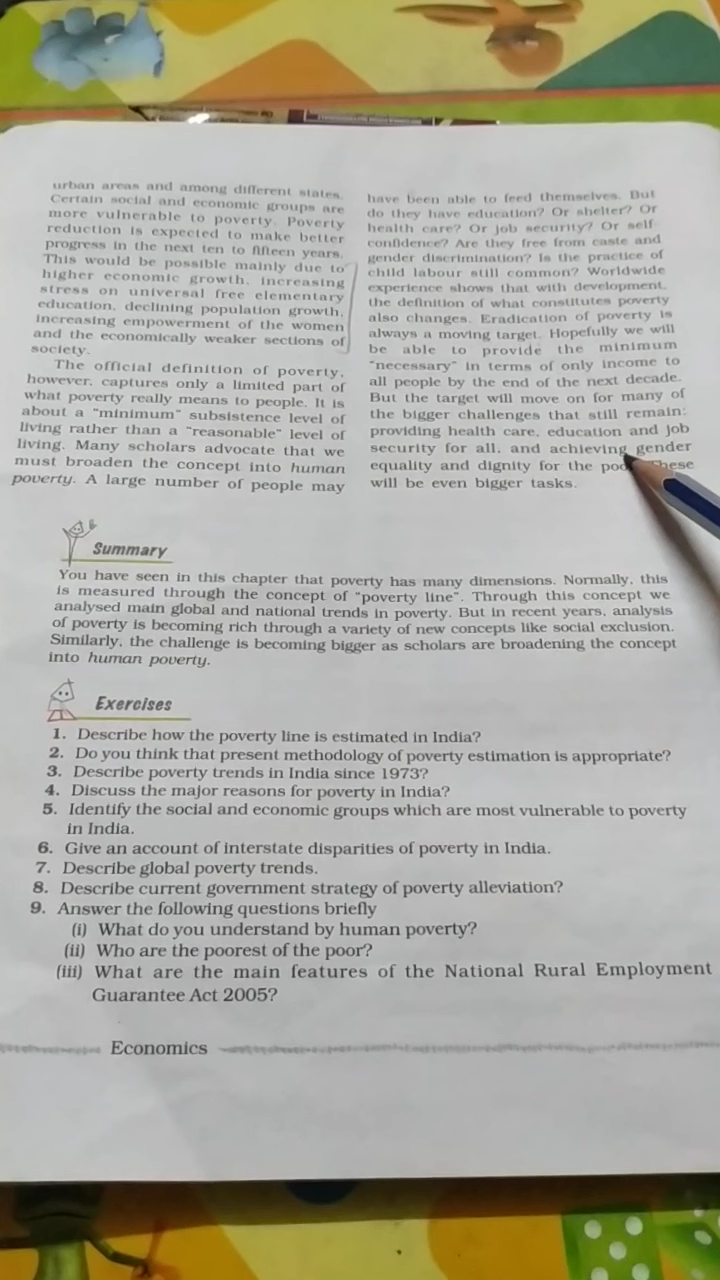 urban areas and among different states.
Certain social and economic groups are
more vulnerable to poverty. Poverty
reduction is expected to make better
progress in the next ten to fifteen years.
This would be possible mainly due to
higher economic growth, increasing
stress on universal free elementary
education, declining population growth,
increasing empowerment of the women
and the economically weaker sections of
society.
The official definition of poverty,
however, captures only a limited part of
what poverty really means to people. It is
about a "minimum" subsistence level of
living rather than a "reasonable" level of
living. Many scholars advocate that we
must broaden the concept into human
poverty. A large number of people may
have been able to feed themselves. But
do they have education? Or shelter? Or
health care? Or job security? Or self
confidence? Are they free from caste and
gender discrimination? Is the practice of
child labour still common? Worldwide
experience shows that with development,
the definition of what constitutes poverty
also changes. Eradication of poverty is
always a moving target. Hopefully we will
be able to provide the minimum
"necessary" in terms of only income to
all people by the end of the next decade.
But the target will move on for many of
the bigger challenges that still remain:
providing health care, education and job
security for all, and achieving gender
equality and dignity for the
will be even bigger tasks.
Summary
You have seen in this chapter that poverty has many dimensions. Normally, this
is measured through the concept of "poverty line". Through this concept we
analysed main global and national trends in poverty. But in recent years, analysis
of poverty is becoming rich through a variety of new concepts like social exclusion.
Similarly, the challenge is becoming bigger as scholars are broadening the concept
into human poverty.
Exercises
1. Describe how the poverty line is estimated in India?
2. Do you think that present methodology of poverty estimation is appropriate?
3. Describe poverty trends in India since 1973?
4. Discuss the major reasons for poverty in India?
5. Identify the social and economic groups which are most vulnerable to poverty
in India.
6. Give an account of interstate disparities of poverty in India.
7. Describe global poverty trends.
8. Describe current government strategy of poverty alleviation?
9. Answer the following questions briefly
(i) What do you understand by human poverty?
(ii) Who are the poorest of the poor?
(iii) What are the main features of the National Rural Employment
Guarantee Act 2005?
Economics